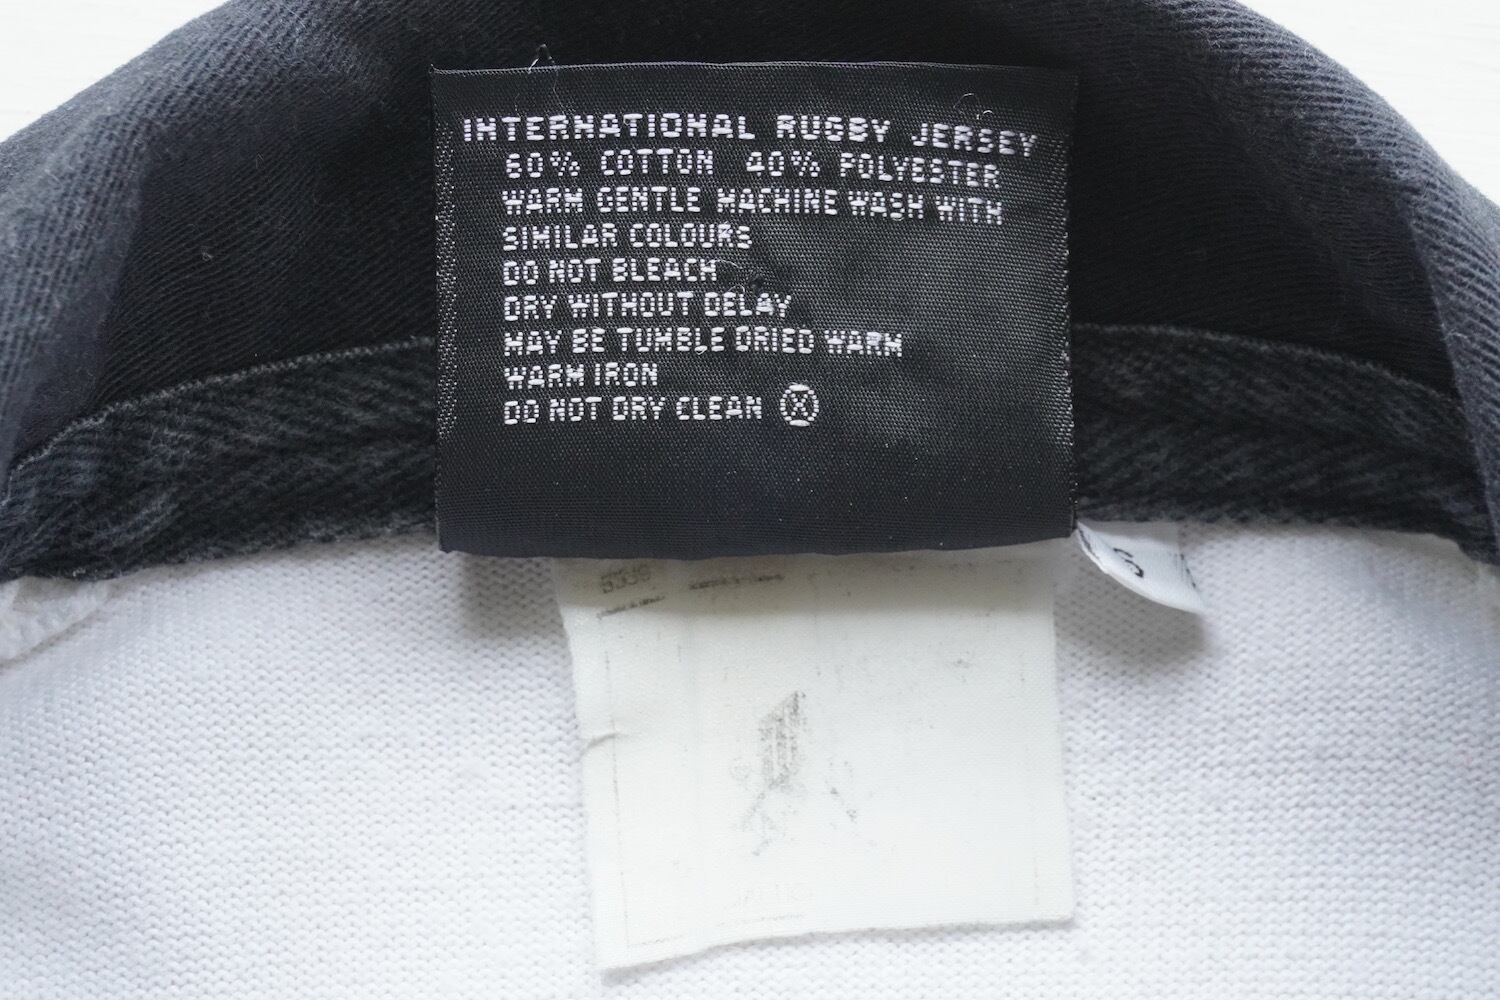 INTERNATIONAL RUGBY JERSEY
60% COTTON 40% POLYESTER
WARM GENTLE MACHINE WASH WITH
SIMILAR COLOURS
DO NOT BLEACH
DRY WITHOUT DELAY
MAY BE TUMBLE DRIED WARM
WARM IRON
DO NOT DRY CLEAN Ⓧ